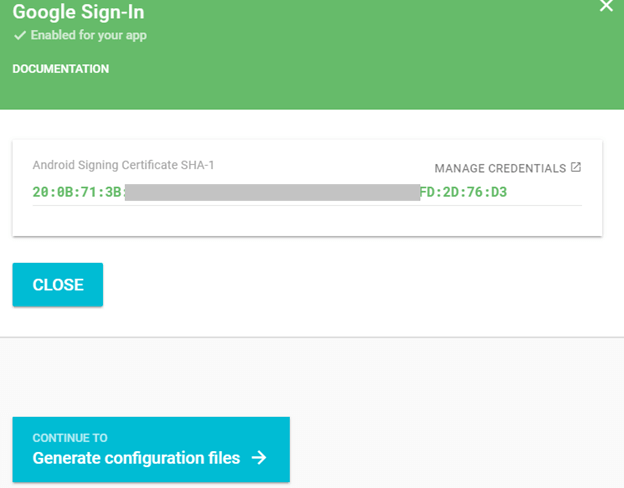 Google Sign-In
Enabled for your app
DOCUMENTATION
Android Signing Certificate SHA-1
MANAGE CREDENTIALS
20:0B:71:3B: FD:2D:76:D3
CLOSE
CONTINUE TO
Generate configuration files